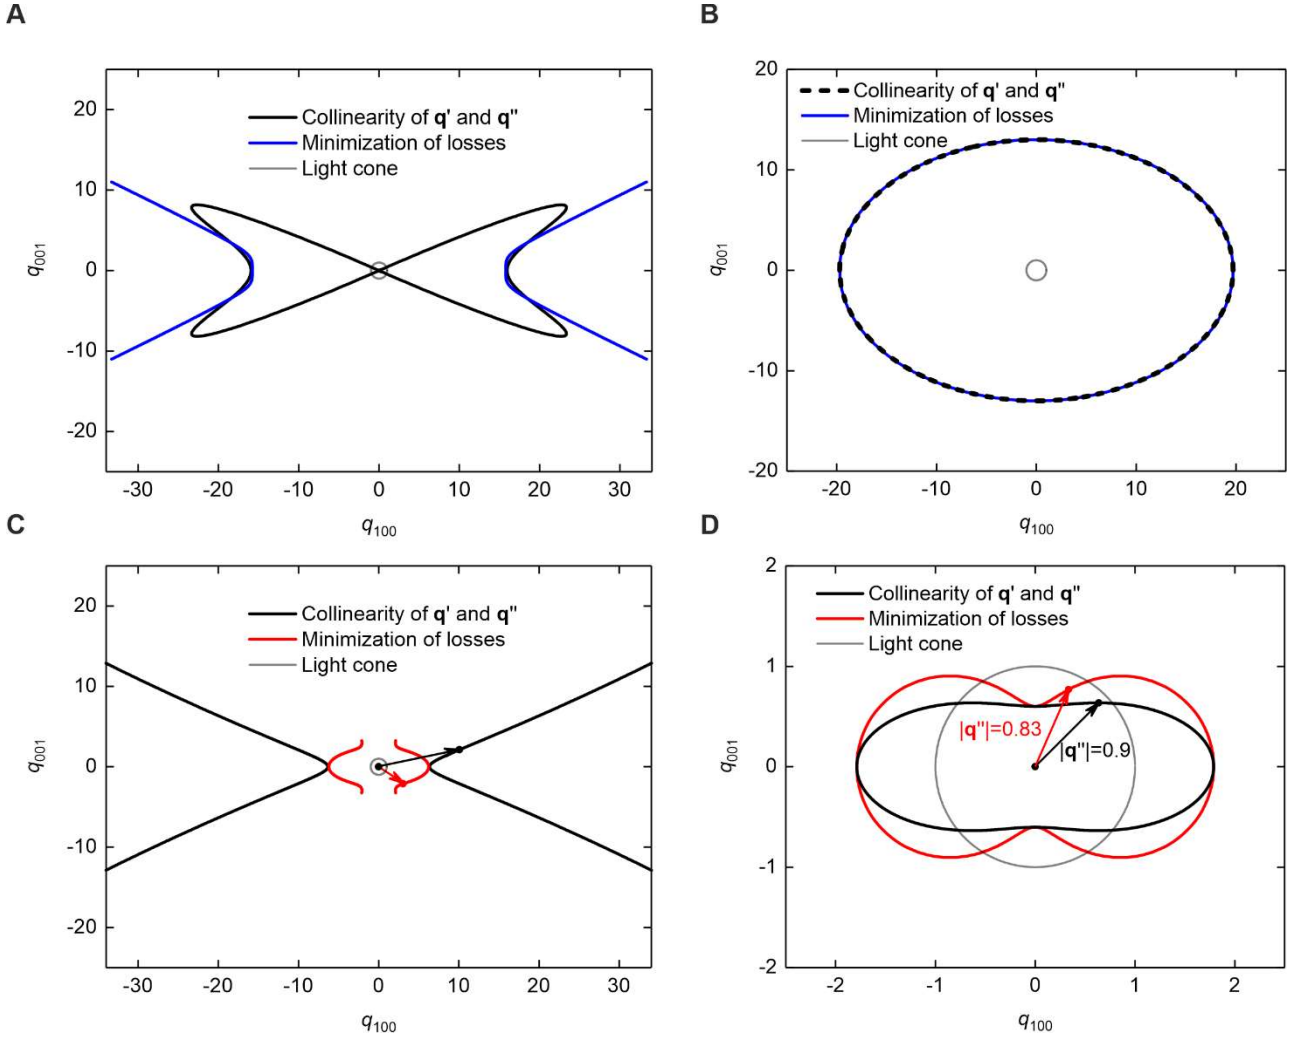 A
20
10
0
-10
-20
q001
-30 -20 -10 0 10 20 30
q100
Collinearity of q' and q"
Minimization of losses
Light cone
B
20
10
0
-10
-20
q001
-20 -10 0 10 20
q100
Collinearity of q' and q"
Minimization of losses
Light cone
C
20
10
0
-10
-20
q001
-30 -20 -10 0 10 20 30
q100
Collinearity of q' and q"
Minimization of losses
Light cone
D
2
1
0
-1
-2
q001
-2 -1 0 1 2
q100
Collinearity of q' and q"
Minimization of losses
Light cone
|q"|=0.83
|q"|=0.9